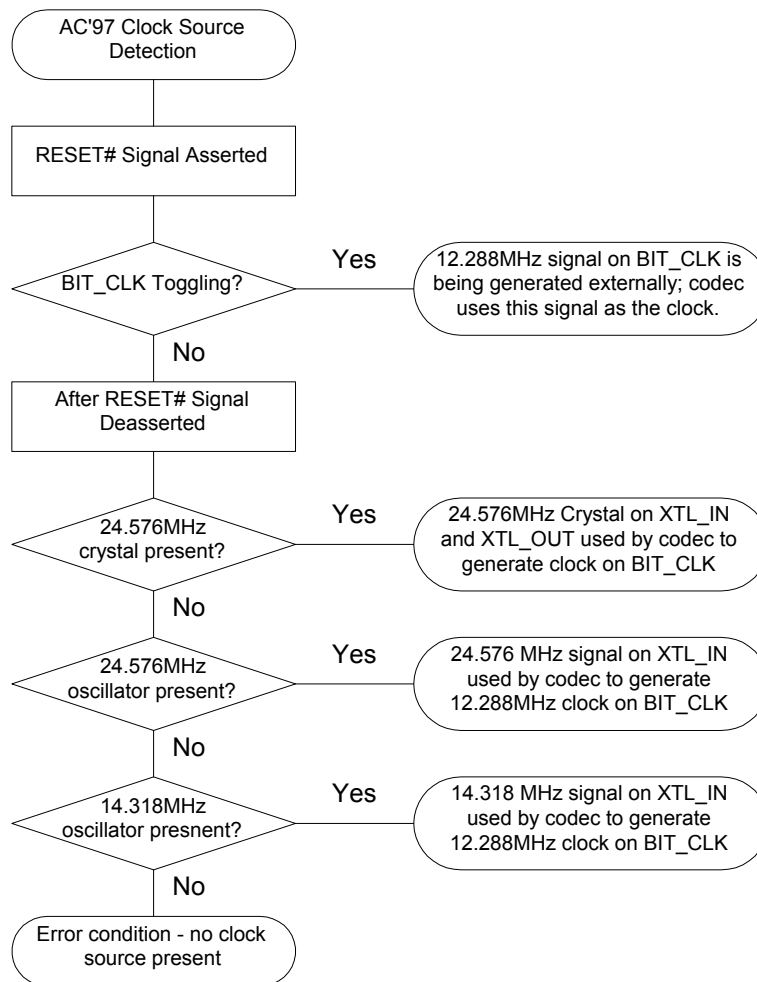 AC'97 Clock Source
Detection
RESET# Signal Asserted
BIT_CLK Toggling?
Yes
12.288MHz signal on BIT_CLK is
being generated externally; codec
uses this signal as the clock.
No
After RESET# Signal
Deasserted
24.576MHz
crystal present?
Yes
24.576MHz Crystal on XTL_IN
and XTL_OUT used by codec to
generate clock on BIT_CLK
No
24.576MHz
oscillator present?
Yes
24.576 MHz signal on XTL_IN
used by codec to generate
12.288MHz clock on BIT_CLK
No
14.318MHz
oscillator presnent?
Yes
14.318 MHz signal on XTL_IN
used by codec to generate
12.288MHz clock on BIT_CLK
No
Error condition - no clock
source present